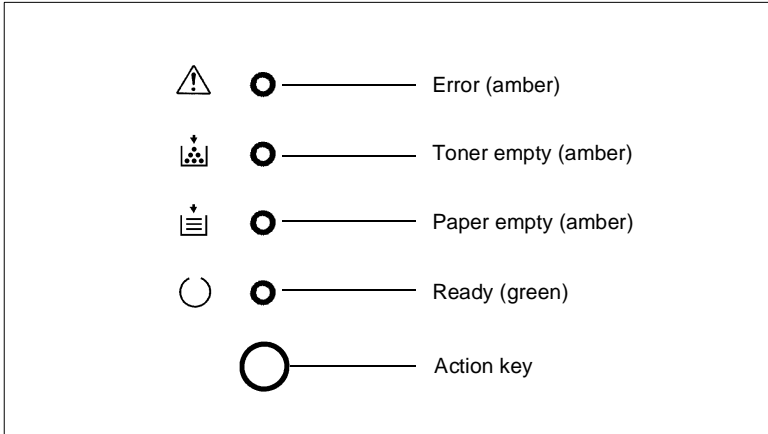 Error (amber)
Toner empty (amber)
Paper empty (amber)
Ready (green)
Action key